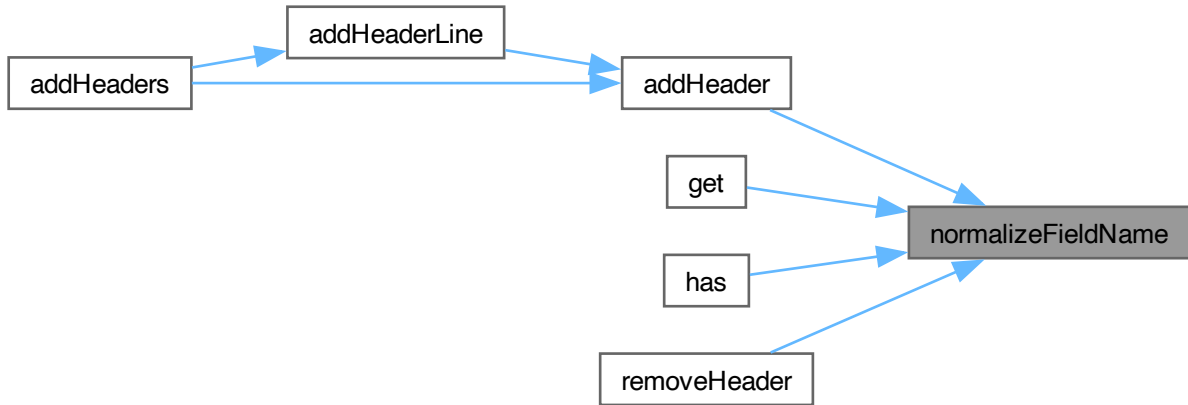 addHeaderLine
addHeaders
addHeader
get
normalizeFieldName
has
removeHeader